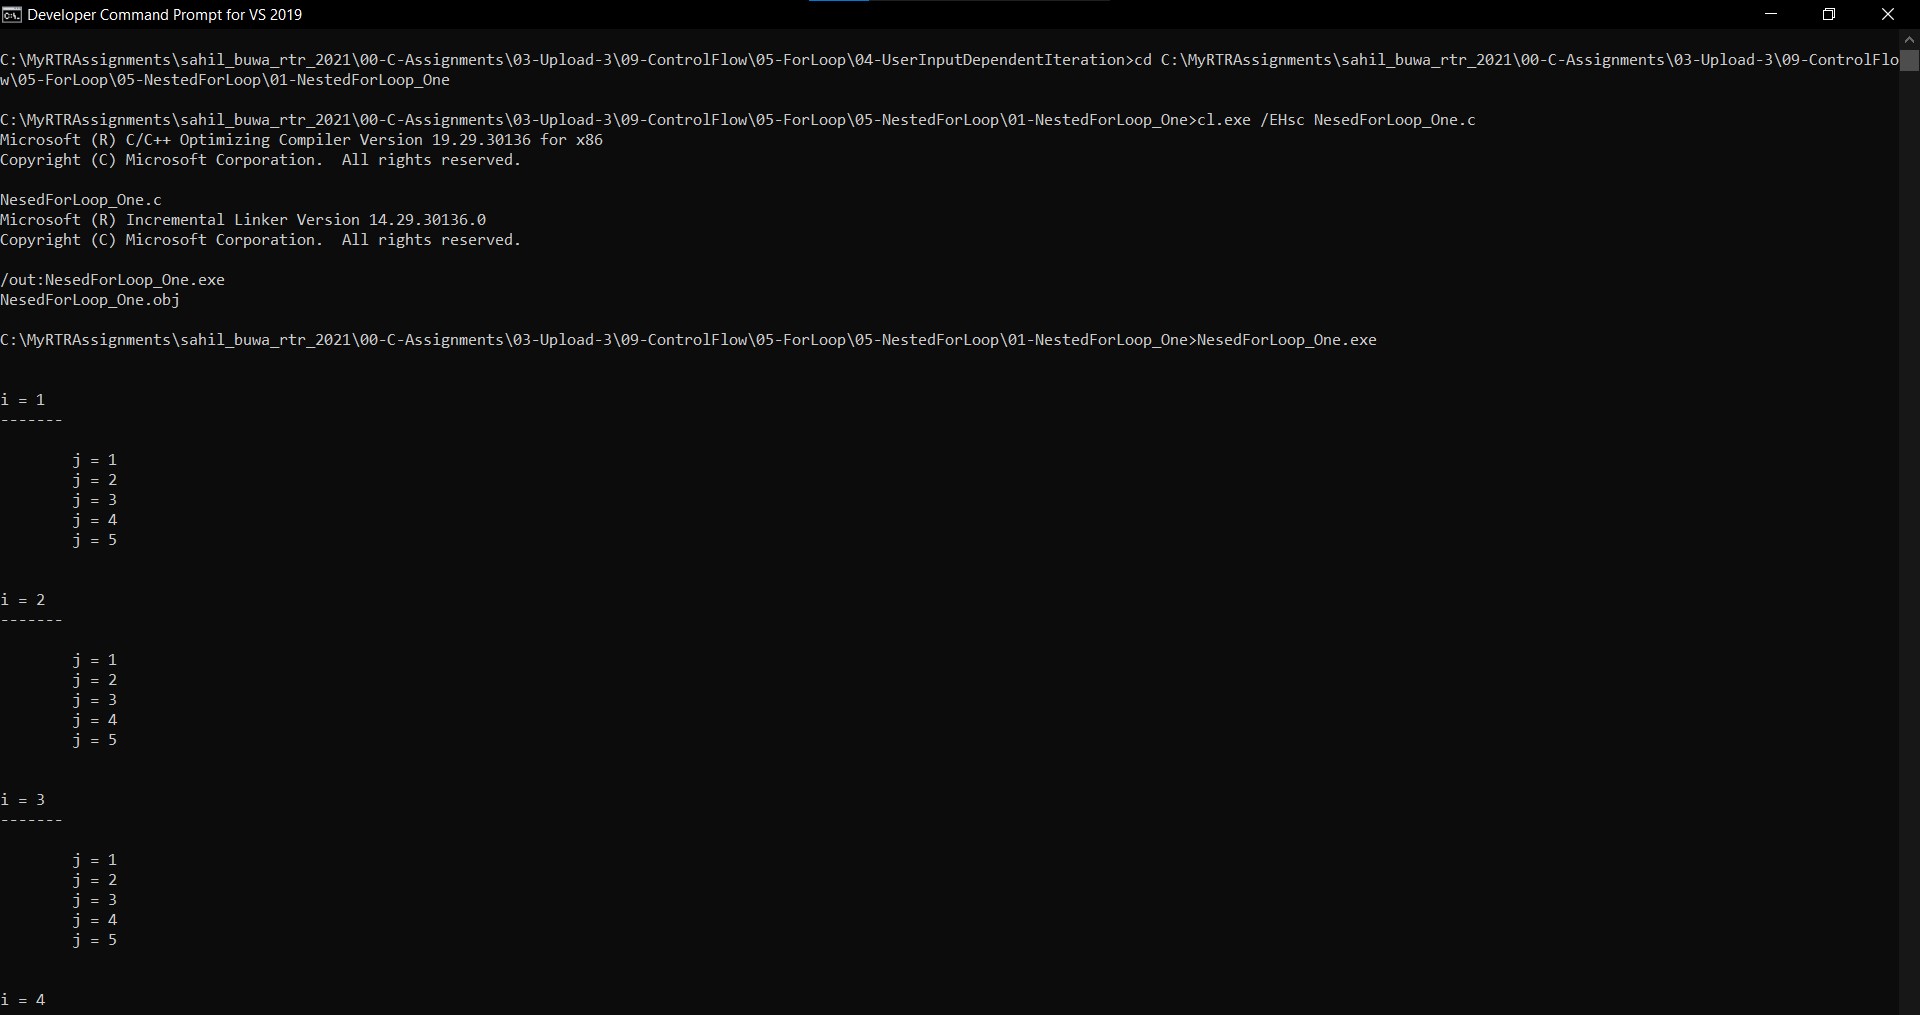 Developer Command Prompt for VS 2019
C:\MyRTRAssignments\sahil_buwa_rtr_2021\00-C-Assignments\03-Upload-3\09-ControlFlow\05-ForLoop\04-UserInputDependentIteration>cd C:\MyRTRAssignments\sahil_buwa_rtr_2021\00-C-Assignments\03-Upload-3\09-ControlFlo
w\05-ForLoop\05-NestedForLoop\01-NestedForLoop_One
C:\MyRTRAssignments\sahil_buwa_rtr_2021\00-C-Assignments\03-Upload-3\09-ControlFlow\05-ForLoop\05-NestedForLoop\01-NestedForLoop_One>cl.exe /EHsc NesedForLoop_One.c
Microsoft (R) C/C++ Optimizing Compiler Version 19.29.30136 for x86
Copyright (C) Microsoft Corporation.  All rights reserved.
NesedForLoop_One.c
Microsoft (R) Incremental Linker Version 14.29.30136.0
Copyright (C) Microsoft Corporation.  All rights reserved.
/out:NesedForLoop_One.exe
NesedForLoop_One.obj
C:\MyRTRAssignments\sahil_buwa_rtr_2021\00-C-Assignments\03-Upload-3\09-ControlFlow\05-ForLoop\05-NestedForLoop\01-NestedForLoop_One>NesedForLoop_One.exe
i = 1
-------
j = 1
j = 2
j = 3
j = 4
j = 5
i = 2
-------
j = 1
j = 2
j = 3
j = 4
j = 5
i = 3
-------
j = 1
j = 2
j = 3
j = 4
j = 5
i = 4